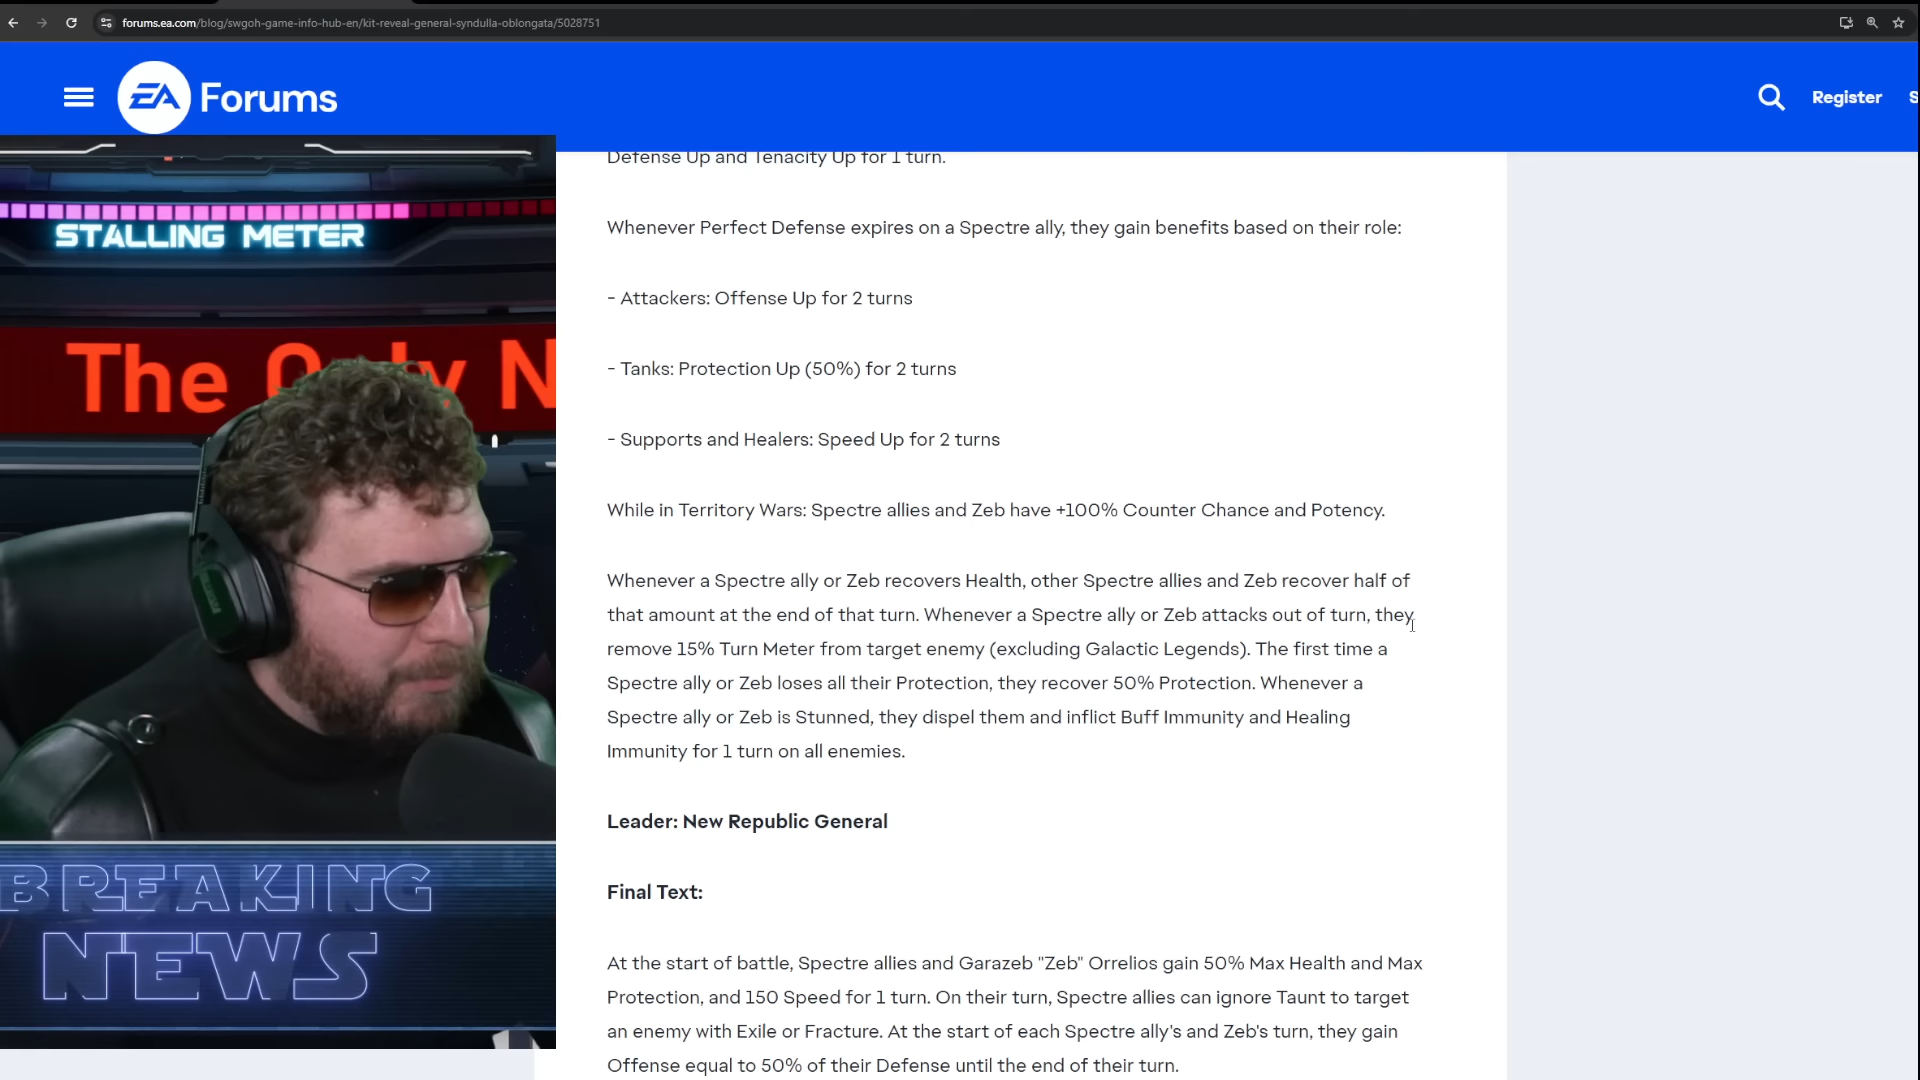 forums.ea.com/blog/swgoh-game-info-hub-en/kit-reveal-general-syndulla-oblongata/5028751
EA Forums
Register
S
Defense Up and Tenacity Up for 1 turn.
Whenever Perfect Defense expires on a Spectre ally, they gain benefits based on their role:
- Attackers: Offense Up for 2 turns
- Tanks: Protection Up (50%) for 2 turns
- Supports and Healers: Speed Up for 2 turns
While in Territory Wars: Spectre allies and Zeb have +100% Counter Chance and Potency.
Whenever a Spectre ally or Zeb recovers Health, other Spectre allies and Zeb recover half of
that amount at the end of that turn. Whenever a Spectre ally or Zeb attacks out of turn, they
remove 15% Turn Meter from target enemy (excluding Galactic Legends). The first time a
Spectre ally or Zeb loses all their Protection, they recover 50% Protection. Whenever a
Spectre ally or Zeb is Stunned, they dispel them and inflict Buff Immunity and Healing
Immunity for 1 turn on all enemies.
Leader: New Republic General
Final Text:
At the start of battle, Spectre allies and Garazeb "Zeb" Orrelios gain 50% Max Health and Max
Protection, and 150 Speed for 1 turn. On their turn, Spectre allies can ignore Taunt to target
an enemy with Exile or Fracture. At the start of each Spectre ally's and Zeb's turn, they gain
Offense equal to 50% of their Defense until the end of their turn.
STALLING METER
The Only N
BREAKING
NEWS